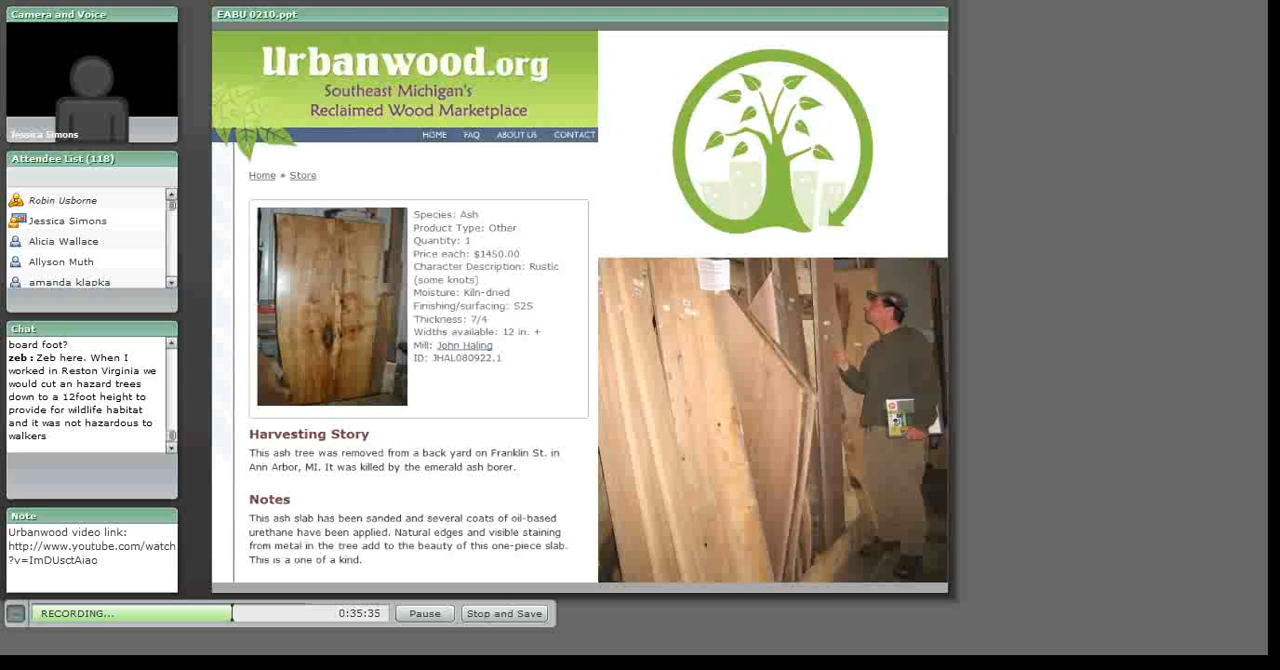 Camera and Voice
Jessica Simons
Attendee List (118)
Robin Usborne
Jessica Simons
Alicia Wallace
Allyson Muth
amanda klapka
Chat
board foot?
zeb : Zeb here. When I
worked in Reston Virginia we
would cut an hazard trees
down to a 12foot height to
provide for wildlife habitat
and it was not hazardous to
walkers
Note
Urbanwood video link:
http://www.youtube.com/watch
?v=ImDUsctAiao
EABU 0210.ppt
Urbanwood.org
Southeast Michigan's
Reclaimed Wood Marketplace
HOME FAQ ABOUT US CONTACT
Home » Store
Species: Ash
Product Type: Other
Quantity: 1
Price each: $1450.00
Character Description: Rustic
(some knots)
Moisture: Kiln-dried
Finishing/surfacing: S2S
Thickness: 7/4
Widths available: 12 in. +
Mill: John Haling
ID: JHAL080922.1
Harvesting Story
This ash tree was removed from a back yard on Franklin St. in
Ann Arbor, MI. It was killed by the emerald ash borer.
Notes
This ash slab has been sanded and several coats of oil-based
urethane have been applied. Natural edges and visible staining
from metal in the tree add to the beauty of this one-piece slab.
This is a one of a kind.
RECORDING... 0:35:35 Pause Stop and Save